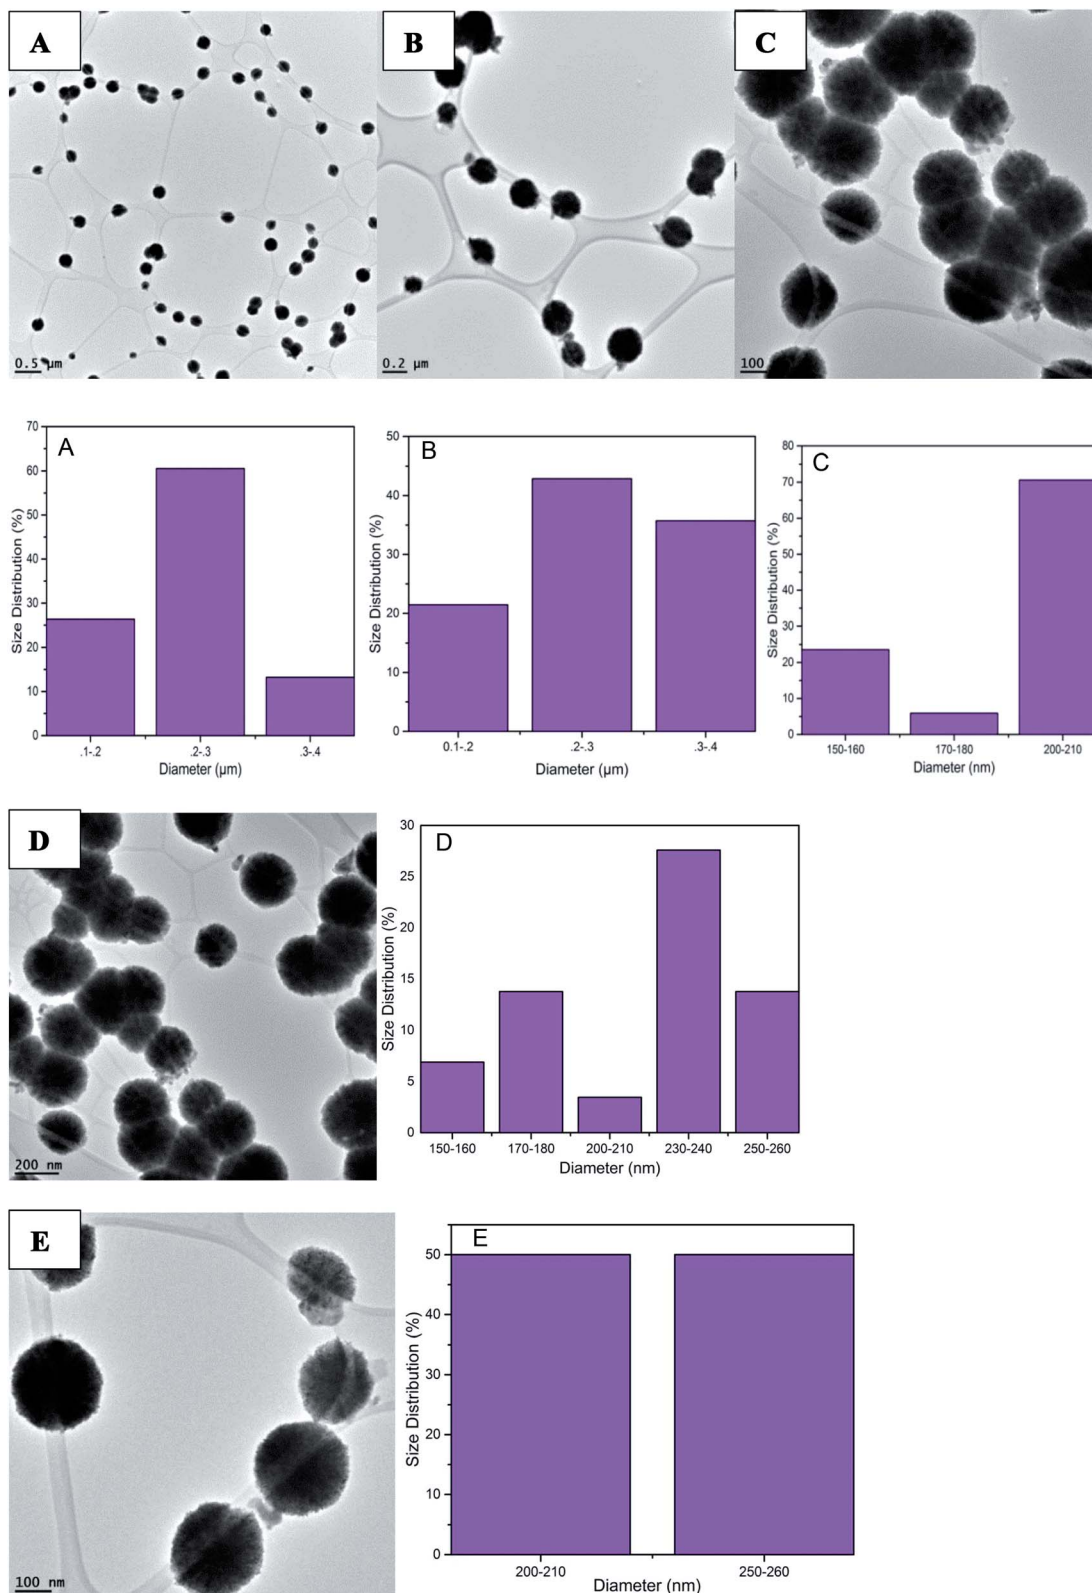 A
B
C
0.5 µm
0.2 µm
100
A
Size Distribution (%)
70
60
50
40
30
20
10
0
.1-.2
.2-.3
.3-.4
Diameter (µm)
B
Size Distribution (%)
50
40
30
20
10
0
0.1-.2
.2-.3
.3-.4
Diameter (µm)
C
Size Distribution (%)
80
70
60
50
40
30
20
10
0
150-160
170-180
200-210
Diameter (nm)
D
200 nm
D
Size Distribution (%)
30
25
20
15
10
5
0
150-160
170-180
200-210
230-240
250-260
Diameter (nm)
E
100 nm
E
Size Distribution (%)
50
40
30
20
10
0
200-210
250-260
Diameter (nm)